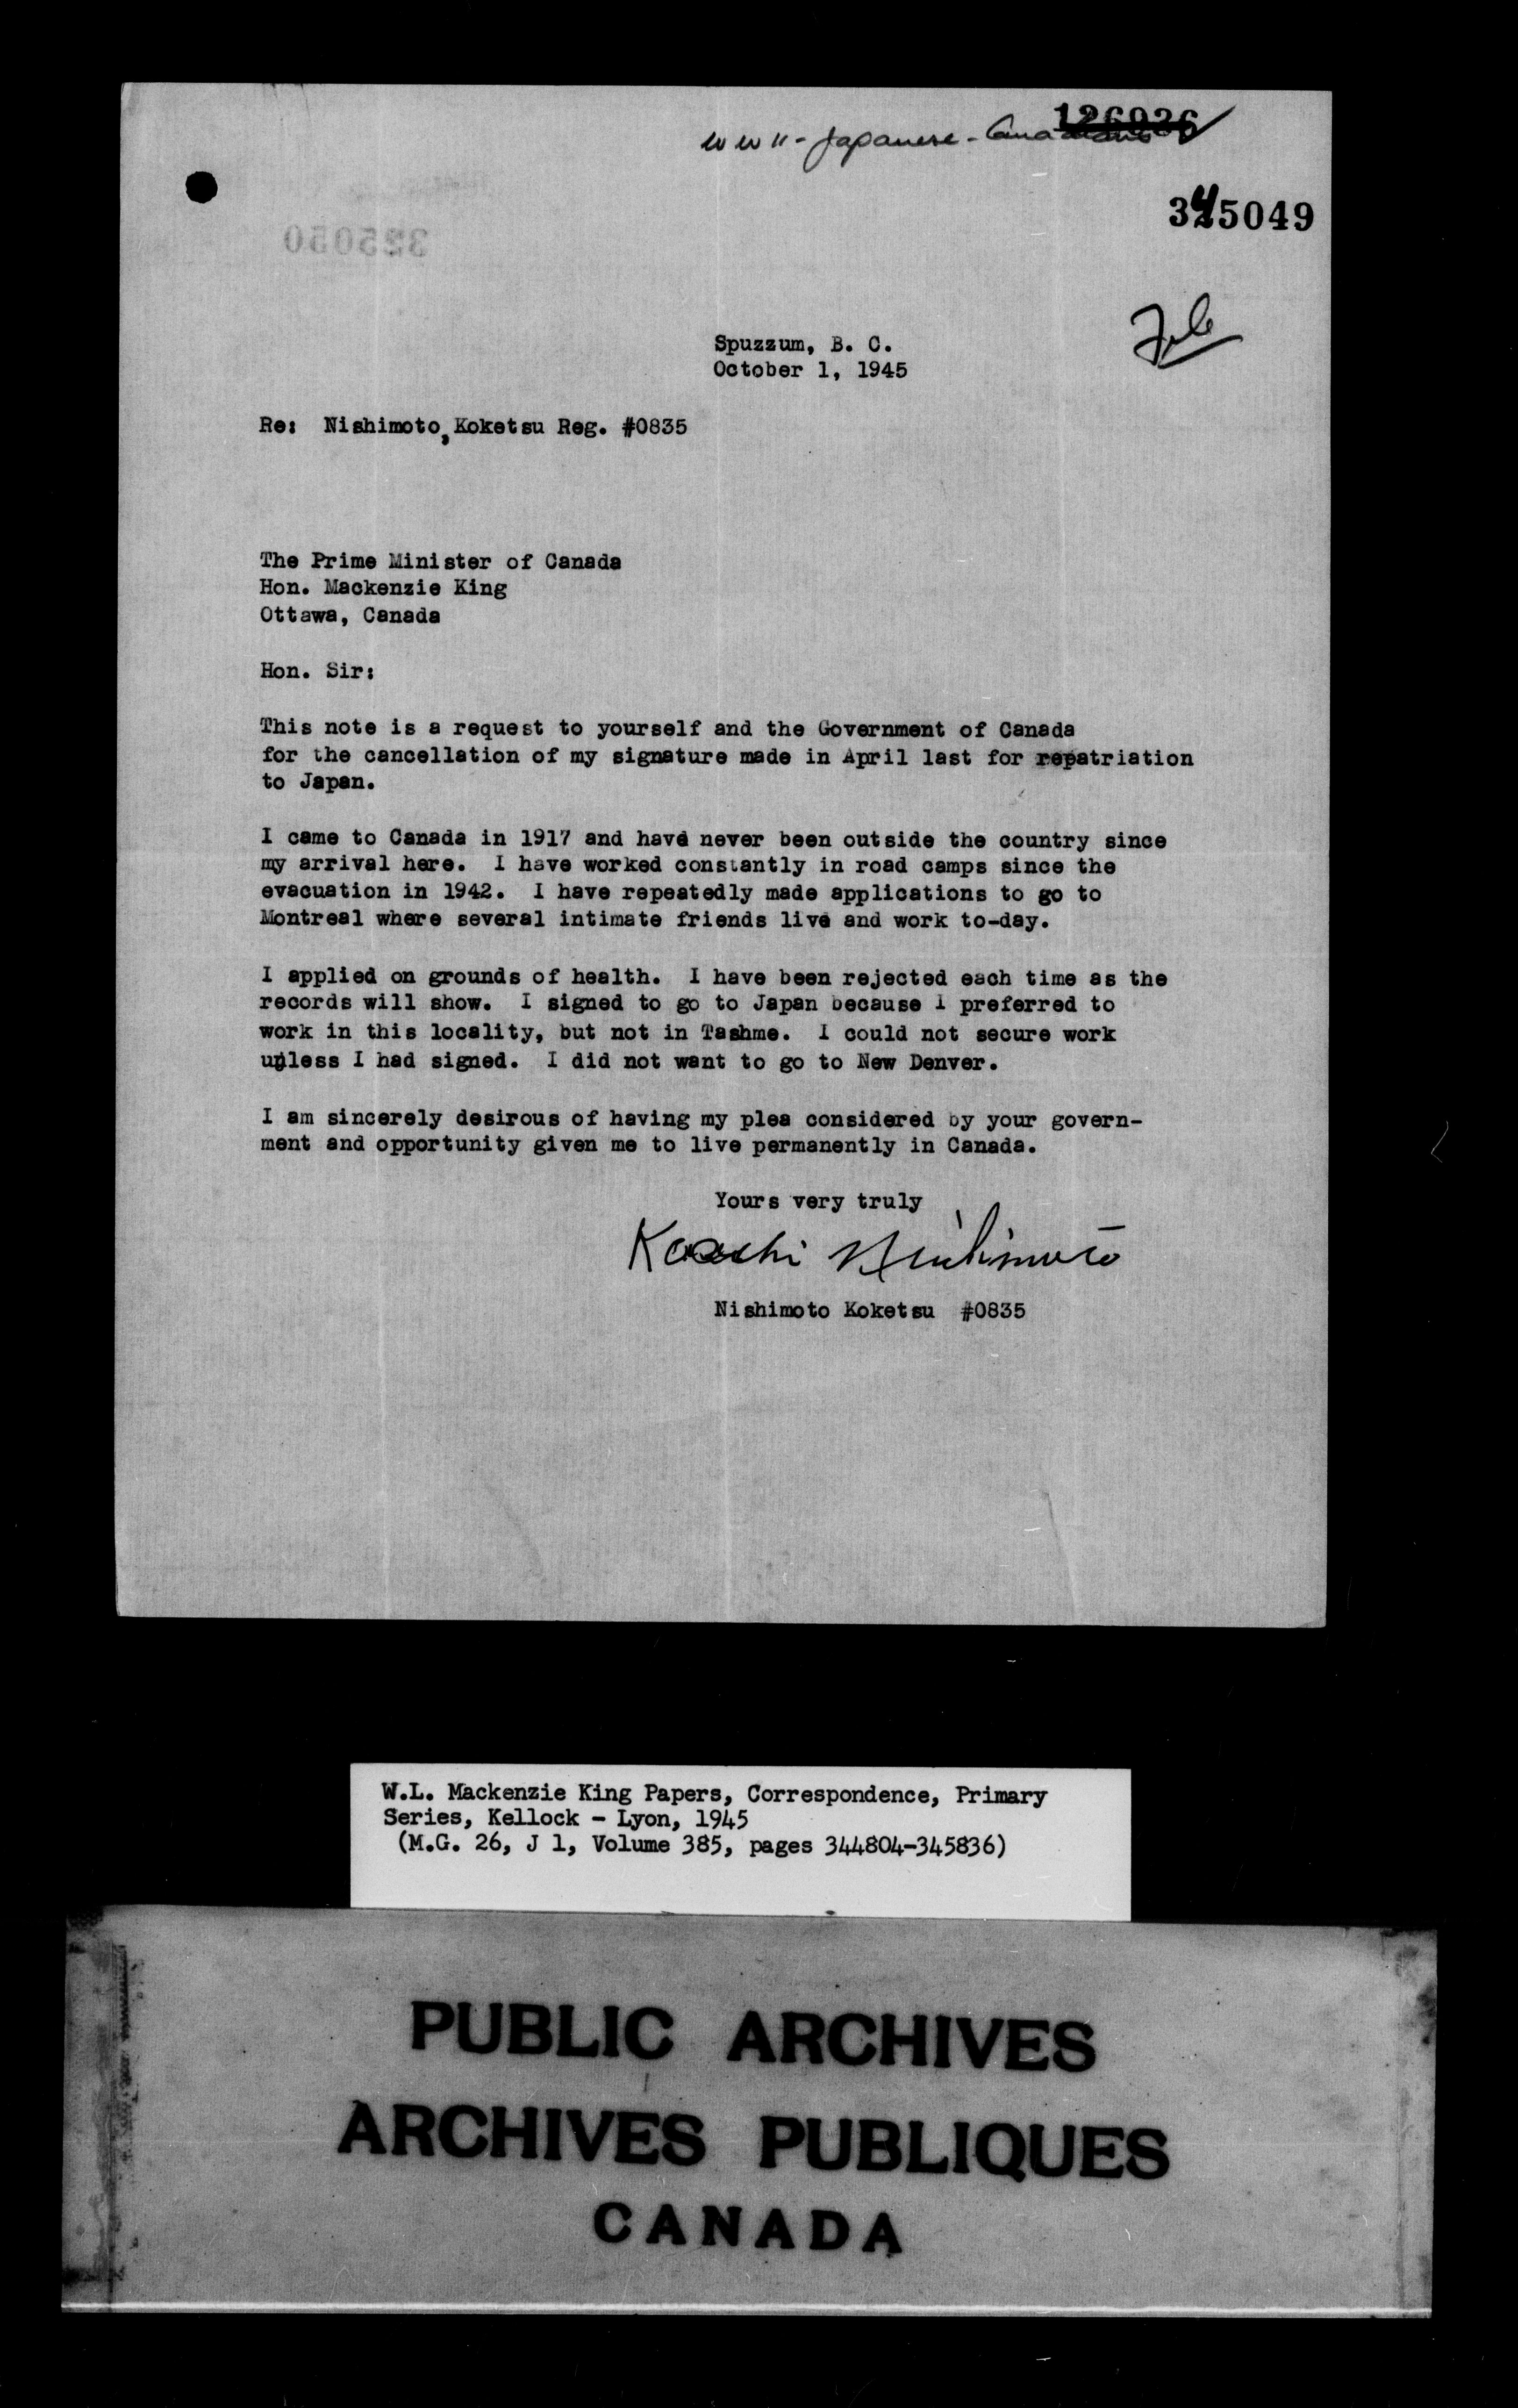 126936
WW II - Japanese-Canadians
345049
325050
File
Spuzzum, B. C.
October 1, 1945
Re: Nishimoto, Koketsu Reg. #0835
The Prime Minister of Canada
Hon. Mackenzie King
Ottawa, Canada
Hon. Sir:
This note is a request to yourself and the Government of Canada
for the cancellation of my signature made in April last for repatriation
to Japan.
I came to Canada in 1917 and have never been outside the country since
my arrival here. I have worked constantly in road camps since the
evacuation in 1942. I have repeatedly made applications to go to
Montreal where several intimate friends live and work to-day.
I applied on grounds of health. I have been rejected each time as the
records will show. I signed to go to Japan because I preferred to
work in this locality, but not in Tashme. I could not secure work
unless I had signed. I did not want to go to New Denver.
I am sincerely desirous of having my plea considered by your govern-
ment and opportunity given me to live permanently in Canada.
Yours very truly
Nishimoto
Nishimoto Koketsu #0835
W.L. Mackenzie King Papers, Correspondence, Primary
Series, Kellock - Lyon, 1945
(M.G. 26, J 1, Volume 385, pages 344804-345836)
PUBLIC ARCHIVES
ARCHIVES PUBLIQUES
CANADA